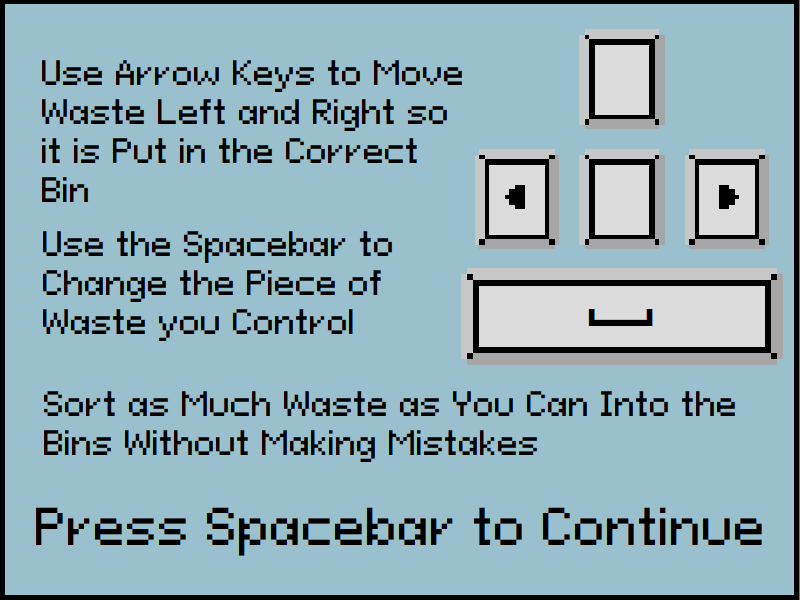 Use Arrow Keys to Move
Waste Left and Right so
it is Put in the Correct
Bin
Use the Spacebar to
Change the Piece of
Waste you Control
Sort as Much Waste as You Can Into the
Bins Without Making Mistakes
Press Spacebar to Continue